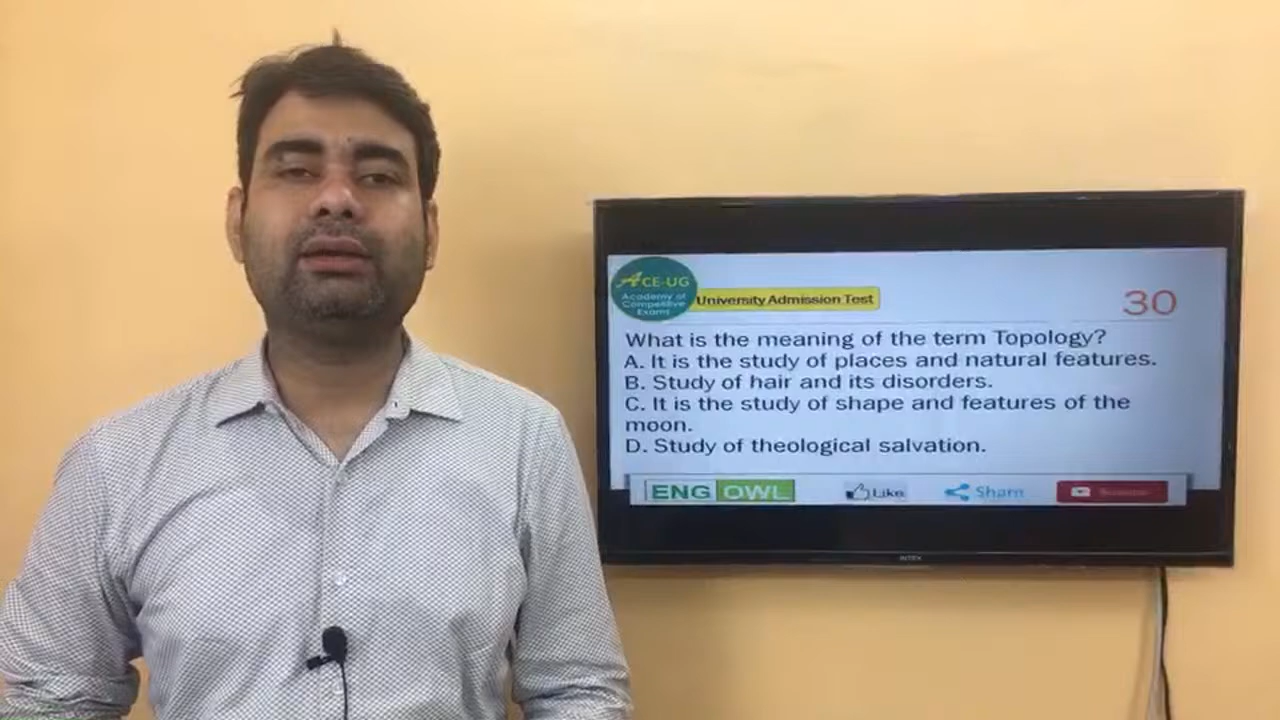 ACE-UG
Academy of
Competitive
Exams
University Admission Test
30
What is the meaning of the term Topology?
A. It is the study of places and natural features.
B. Study of hair and its disorders.
C. It is the study of shape and features of the
moon.
D. Study of theological salvation.
ENG OWL
Like
Share
INTEX